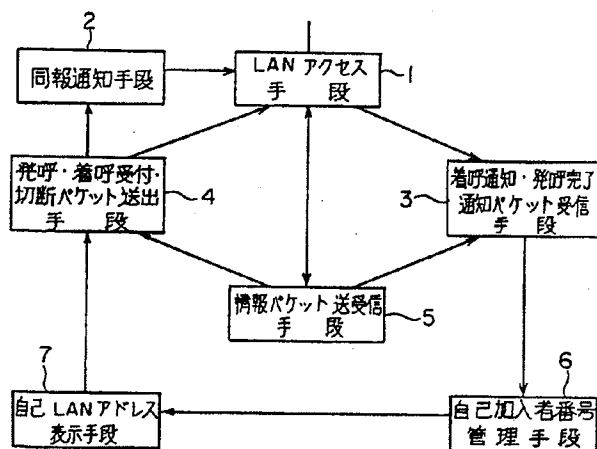 2
同報通知手段
LANアクセス
手段
1
発呼・着呼受付・
切断パケット送出
手段
4
着呼通知・発呼完了
通知パケット受信
手段
3
情報パケット送受信
手段
5
7
自己LANアドレス
表示手段
6
自己加入者番号
管理手段